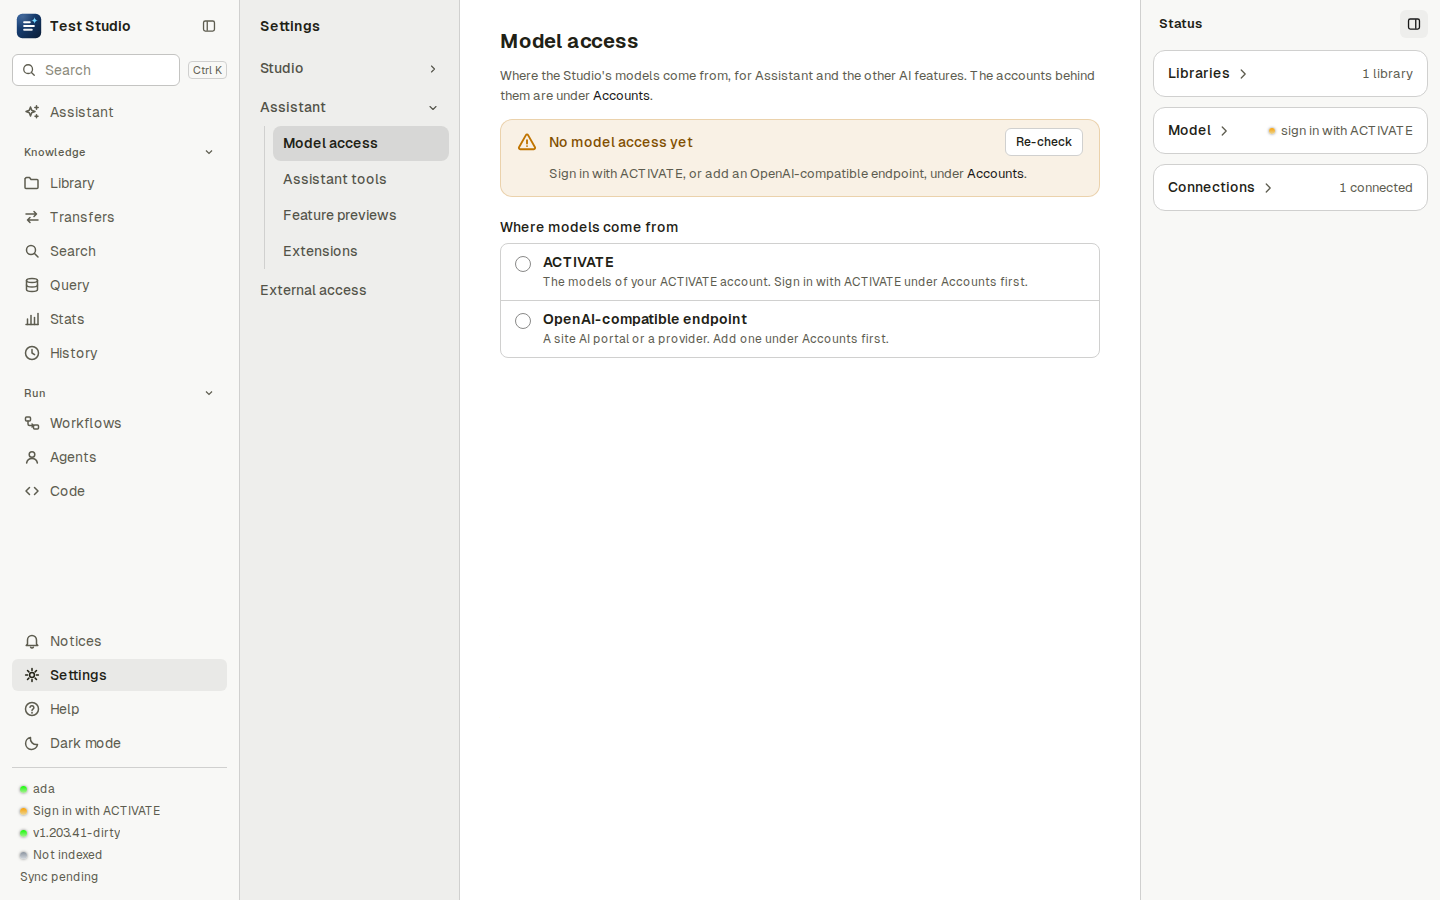 Test Studio
Search
Ctrl K
Assistant
Knowledge
Library
Transfers
Search
Query
Stats
History
Run
Workflows
Agents
Code
Notices
Settings
Help
Dark mode
ada
Sign in with ACTIVATE
v1.203.41-dirty
Not indexed
Sync pending
Settings
Studio
Assistant
Model access
Assistant tools
Feature previews
Extensions
External access
Model access
Where the Studio's models come from, for Assistant and the other AI features. The accounts behind
them are under Accounts.
No model access yet
Re-check
Sign in with ACTIVATE, or add an OpenAI-compatible endpoint, under Accounts.
Where models come from
ACTIVATE
The models of your ACTIVATE account. Sign in with ACTIVATE under Accounts first.
OpenAI-compatible endpoint
A site AI portal or a provider. Add one under Accounts first.
Status
Libraries
1 library
Model
sign in with ACTIVATE
Connections
1 connected